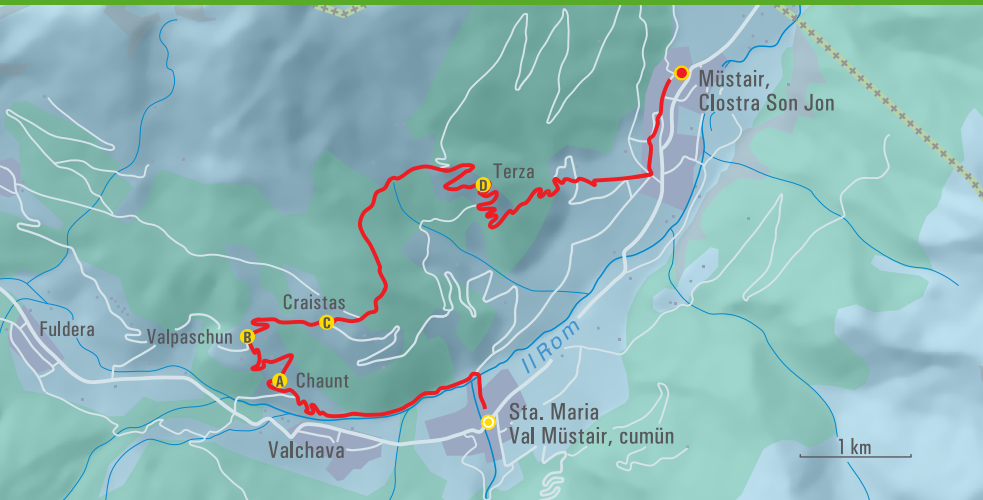 Müstair,
Clostra Son Jon
D Terza
Craistas
C
Fuldera
Valpaschun B
A Chaunt
Il Rom
Sta. Maria
Val Müstair, cumün
Valchava
1 km